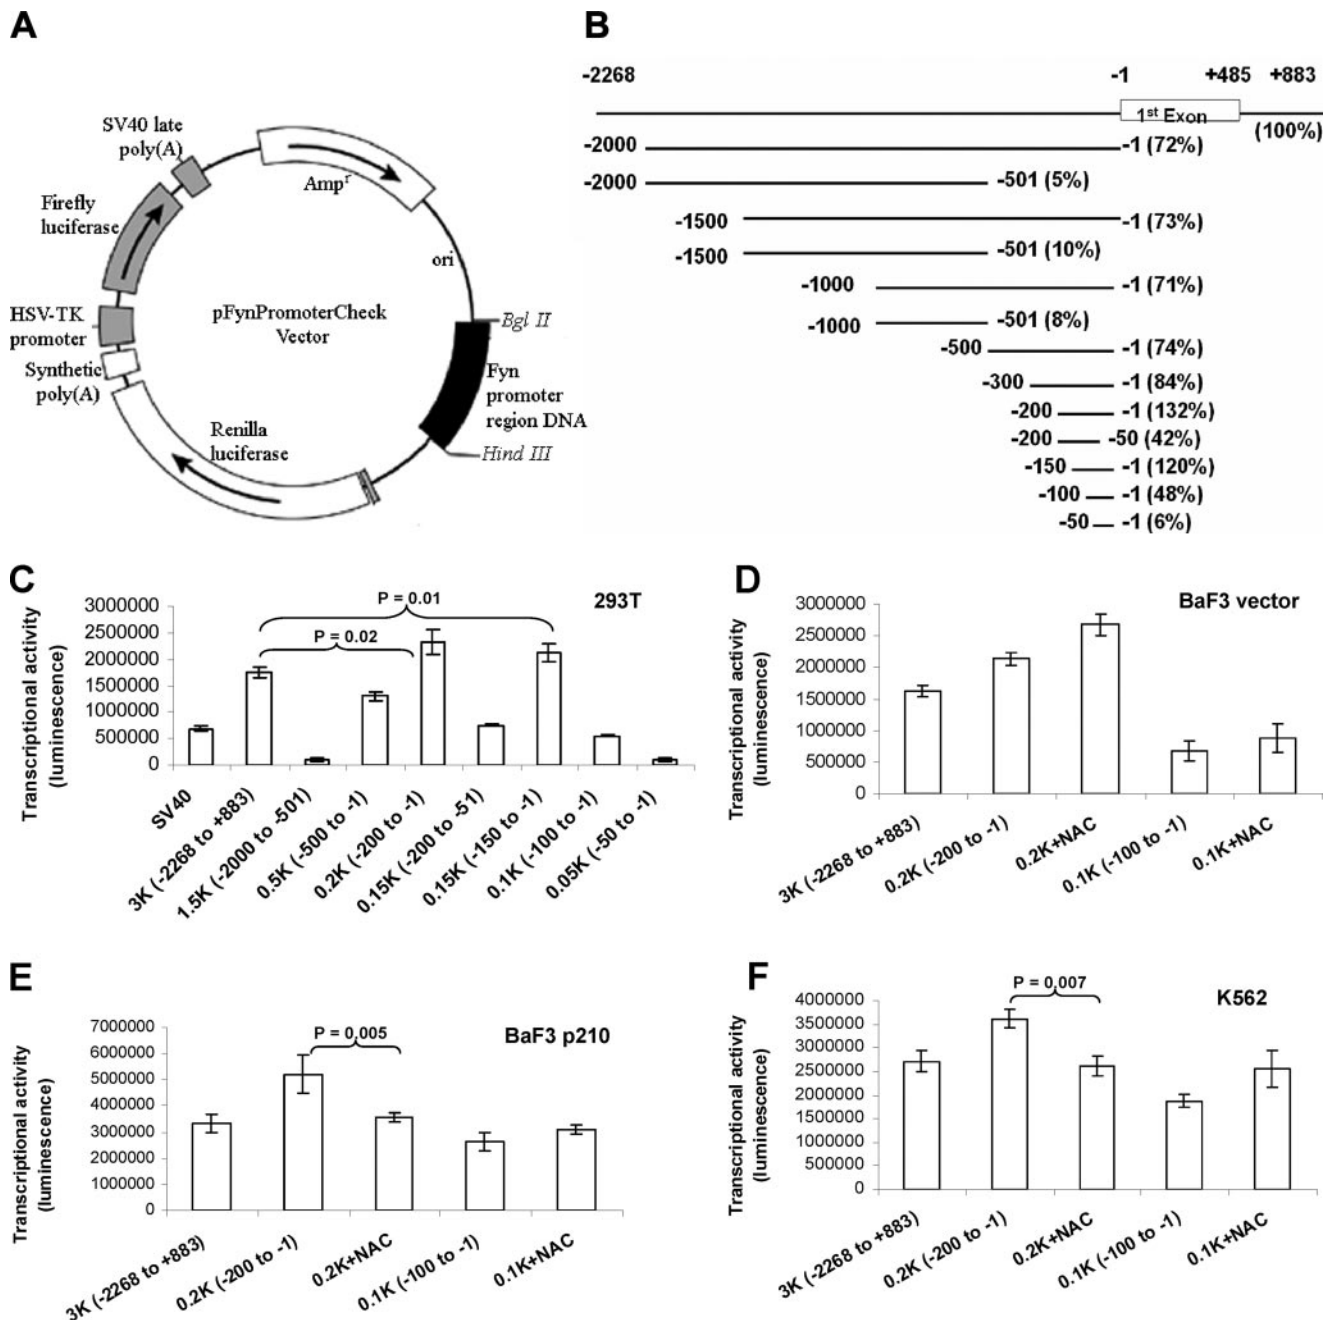 A
SV40 late
poly(A)
Amp^r
Firefly
luciferase
ori
HSV-TK
promoter
pFynPromoterCheck
Vector
Bgl II
Synthetic
poly(A)
Fyn
promoter
region DNA
Renilla
luciferase
Hind III
B
-2268 -1 +485 +883
1st Exon
(100%)
-2000 -1 (72%)
-2000 -501 (5%)
-1500 -1 (73%)
-1500 -501 (10%)
-1000 -1 (71%)
-1000 -501 (8%)
-500 -1 (74%)
-300 -1 (84%)
-200 -1 (132%)
-200 -50 (42%)
-150 -1 (120%)
-100 -1 (48%)
-50 -1 (6%)
C
293T
Transcriptional activity
(luminescence)
3000000
2500000
2000000
1500000
1000000
500000
0
P = 0.01
P = 0.02
SV40
3K (-2268 to +883)
1.5K (-2000 to -501)
0.5K (-500 to -1)
0.2K (-200 to -1)
0.15K (-200 to -51)
0.15K (-150 to -1)
0.1K (-100 to -1)
0.05K (-50 to -1)
D
BaF3 vector
Transcriptional activity
(luminescence)
3000000
2500000
2000000
1500000
1000000
500000
0
3K (-2268 to +883)
0.2K (-200 to -1)
0.2K+NAC
0.1K (-100 to -1)
0.1K+NAC
E
BaF3 p210
Transcriptional activity
(luminescence)
7000000
6000000
5000000
4000000
3000000
2000000
1000000
0
P = 0.005
3K (-2268 to +883)
0.2K (-200 to -1)
0.2K+NAC
0.1K (-100 to -1)
0.1K+NAC
F
K562
Transcriptional activity
(luminescence)
4000000
3500000
3000000
2500000
2000000
1500000
1000000
500000
0
P = 0.007
3K (-2268 to +883)
0.2K (-200 to -1)
0.2K+NAC
0.1K (-100 to -1)
0.1K+NAC